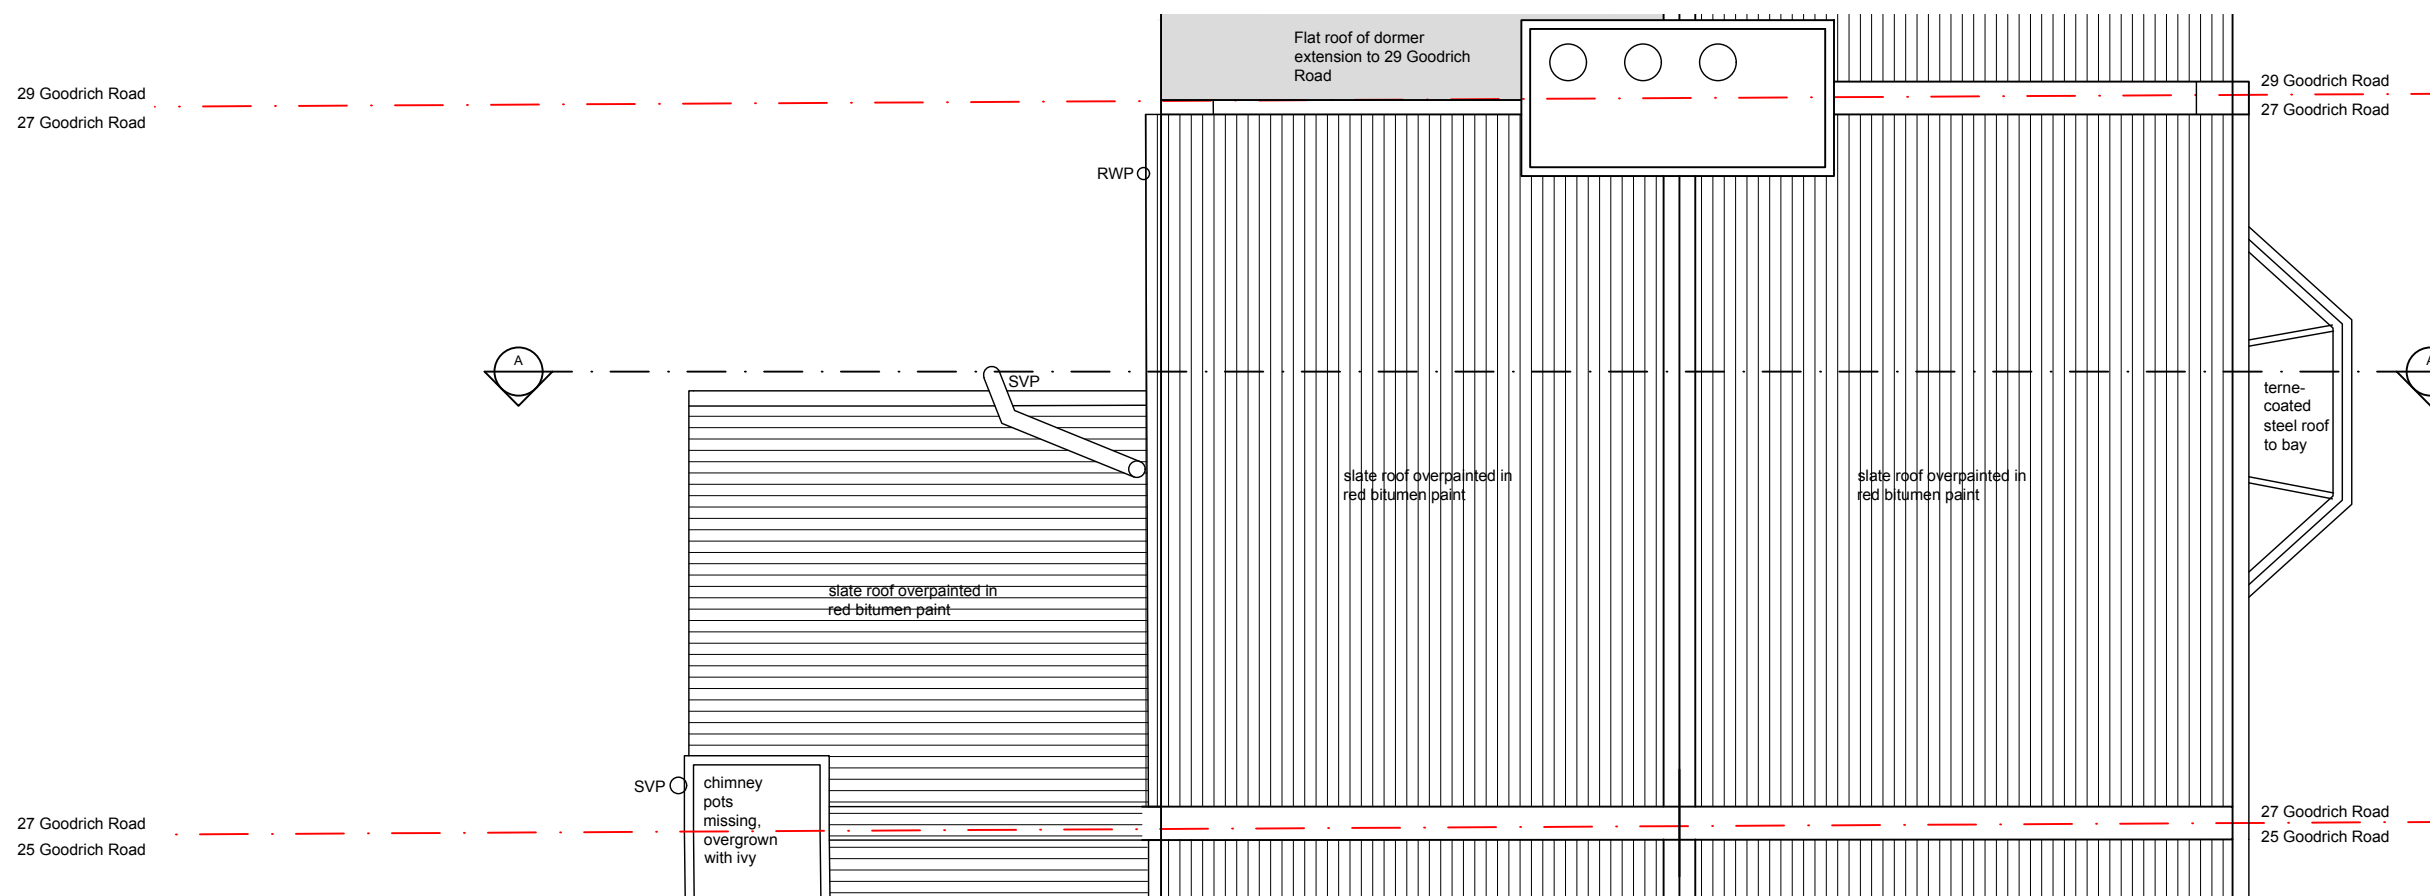 Flat roof of dormer
extension to 29 Goodrich
Road
29 Goodrich Road
27 Goodrich Road
29 Goodrich Road
27 Goodrich Road
RWP
A
A
SVP
terne-
coated
steel roof
to bay
slate roof overpainted in
red bitumen paint
slate roof overpainted in
red bitumen paint
slate roof overpainted in
red bitumen paint
SVP
chimney
pots
missing,
overgrown
with ivy
27 Goodrich Road
25 Goodrich Road
27 Goodrich Road
25 Goodrich Road